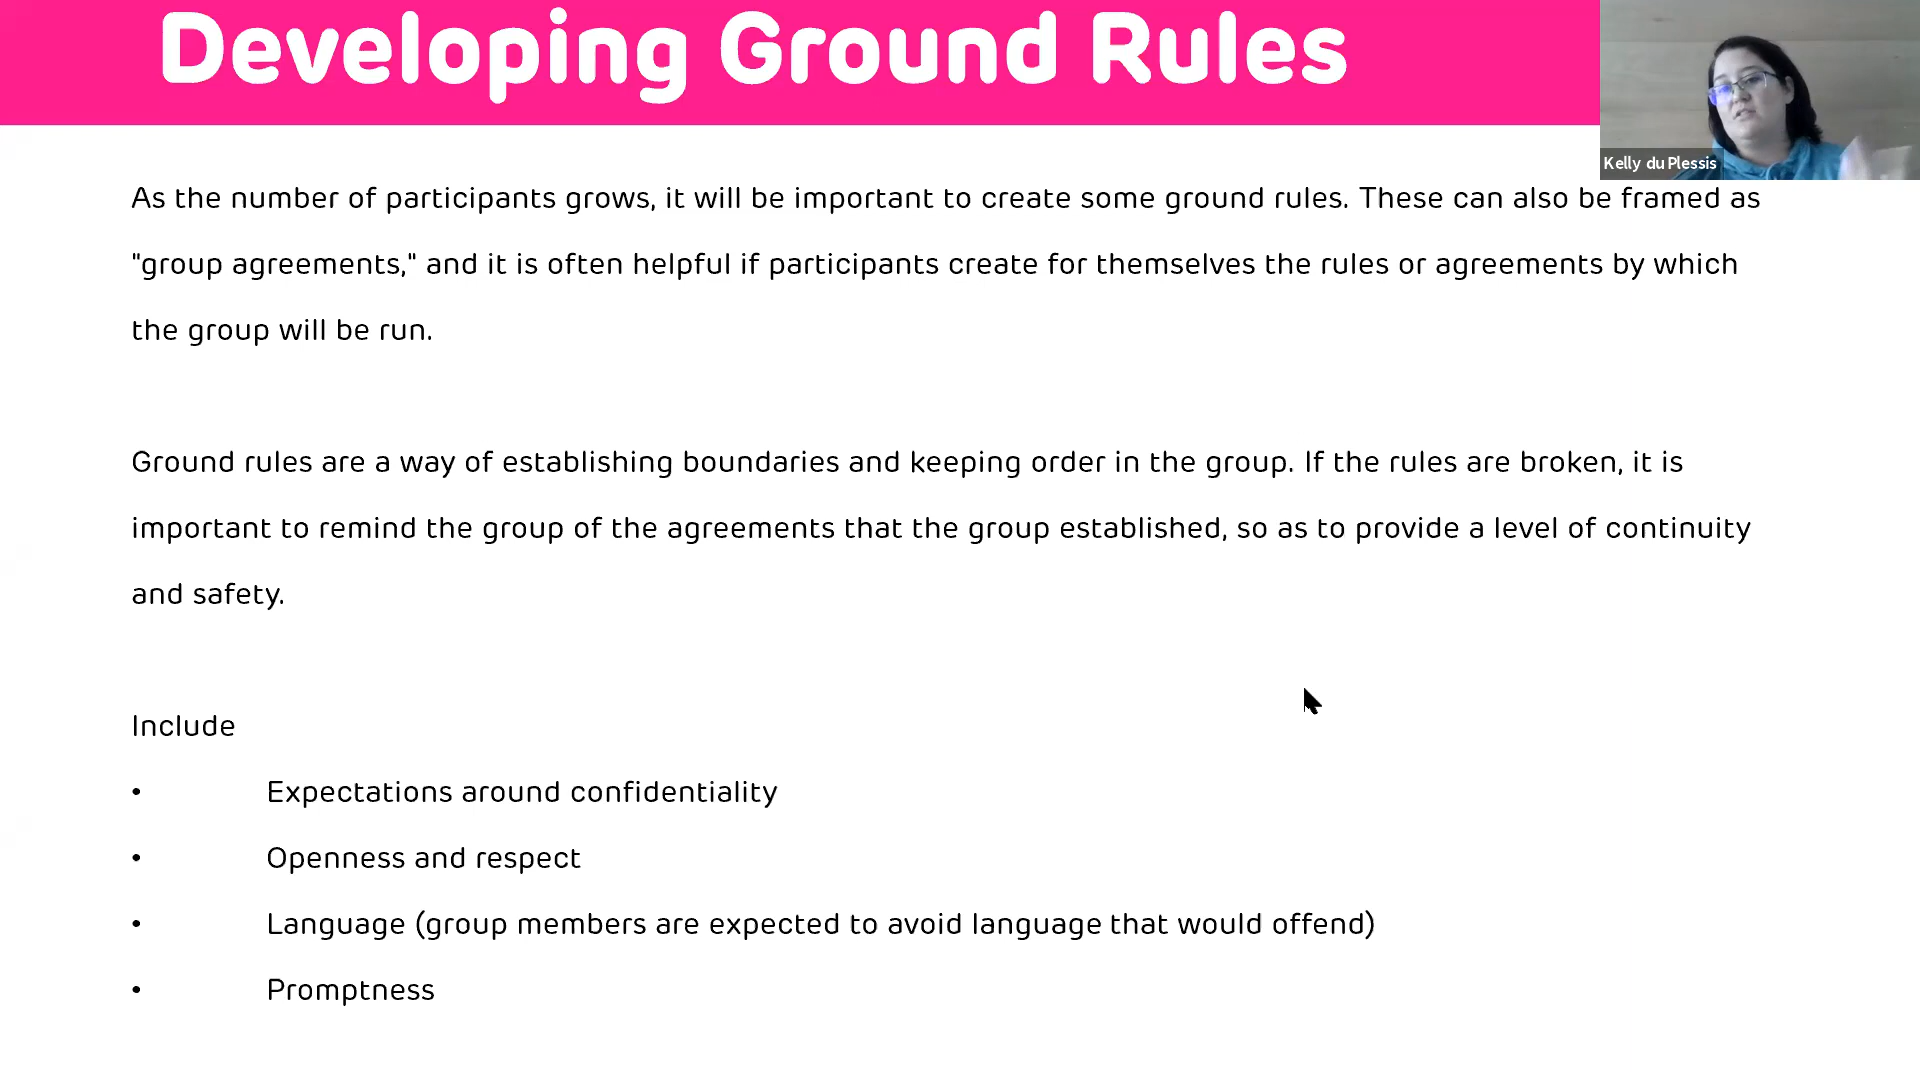 Developing Ground Rules
Kelly du Plessis
As the number of participants grows, it will be important to create some ground rules. These can also be framed as
"group agreements," and it is often helpful if participants create for themselves the rules or agreements by which
the group will be run.
Ground rules are a way of establishing boundaries and keeping order in the group. If the rules are broken, it is
important to remind the group of the agreements that the group established, so as to provide a level of continuity
and safety.
Include
• Expectations around confidentiality
• Openness and respect
• Language (group members are expected to avoid language that would offend)
• Promptness